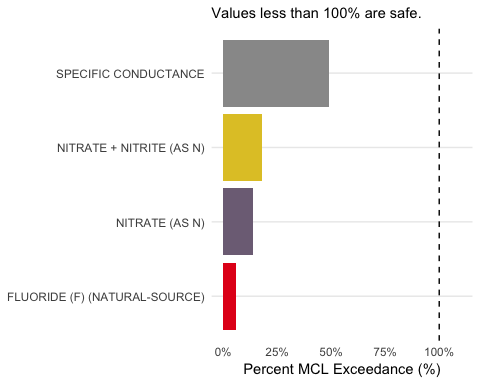 Values less than 100% are safe.
SPECIFIC CONDUCTANCE
NITRATE + NITRITE (AS N)
NITRATE (AS N)
FLUORIDE (F) (NATURAL-SOURCE)
0% 25% 50% 75% 100%
Percent MCL Exceedance (%)